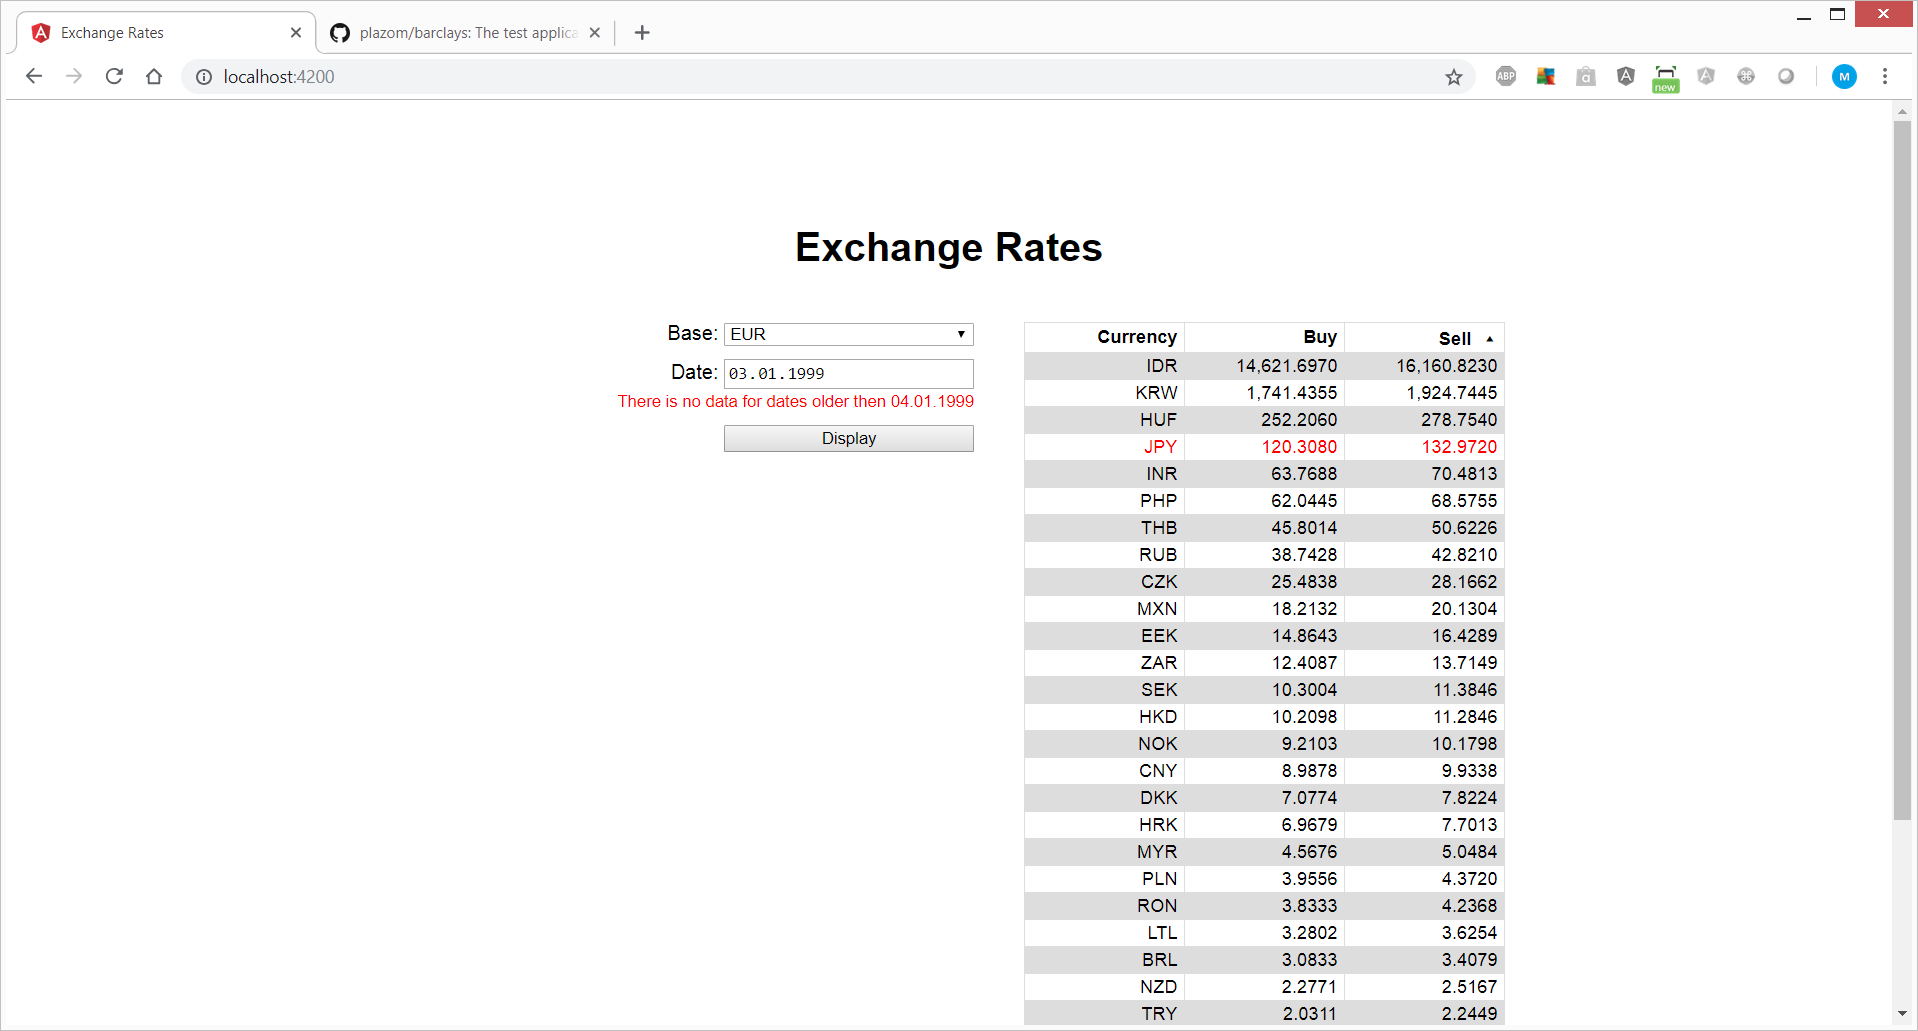 Exchange Rates
plazom/barclays: The test applica
localhost:4200
ABP
a
A
new
A
M
Exchange Rates
Base: EUR
Date: 03.01.1999
There is no data for dates older then 04.01.1999
Display
Currency Buy Sell
IDR 14,621.6970 16,160.8230
KRW 1,741.4355 1,924.7445
HUF 252.2060 278.7540
JPY 120.3080 132.9720
INR 63.7688 70.4813
PHP 62.0445 68.5755
THB 45.8014 50.6226
RUB 38.7428 42.8210
CZK 25.4838 28.1662
MXN 18.2132 20.1304
EEK 14.8643 16.4289
ZAR 12.4087 13.7149
SEK 10.3004 11.3846
HKD 10.2098 11.2846
NOK 9.2103 10.1798
CNY 8.9878 9.9338
DKK 7.0774 7.8224
HRK 6.9679 7.7013
MYR 4.5676 5.0484
PLN 3.9556 4.3720
RON 3.8333 4.2368
LTL 3.2802 3.6254
BRL 3.0833 3.4079
NZD 2.2771 2.5167
TRY 2.0311 2.2449